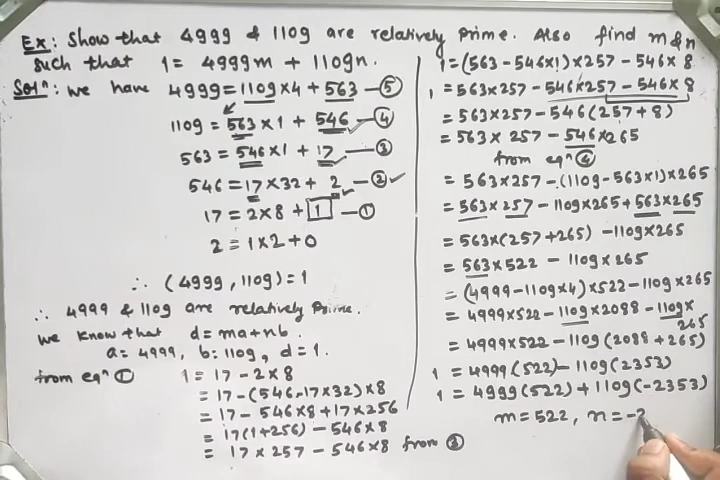 Ex: Show that 4999 & 1109 are relatively prime. Also find m & n
such that 1 = 4999m + 1109n.
Solⁿ: we have 4999 = 1109 × 4 + 563 — ⑤
1109 = 563 × 1 + 546 — ④
563 = 546 × 1 + 17 — ③
546 = 17 × 32 + 2 — ② ✓
17 = 2 × 8 + 1 — ①
2 = 1 × 2 + 0
∴ (4999, 1109) = 1
∴ 4999 & 1109 are relatively prime.
we know that d = ma + nb.
a = 4999, b = 1109, d = 1.
from eqⁿ ① 1 = 17 - 2 × 8
= 17 - (546 - 17 × 32) × 8
= 17 - 546 × 8 + 17 × 256
= 17(1 + 256) - 546 × 8
= 17 × 257 - 546 × 8 from ③
1 = (563 - 546 × 1) × 257 - 546 × 8
1 = 563 × 257 - 546 × 257 - 546 × 8
= 563 × 257 - 546 (257 + 8)
= 563 × 257 - 546 × 265
from eqⁿ ④
= 563 × 257 - (1109 - 563 × 1) × 265
= 563 × 257 - 1109 × 265 + 563 × 265
= 563 × (257 + 265) - 1109 × 265
= 563 × 522 - 1109 × 265
= (4999 - 1109 × 4) × 522 - 1109 × 265
= 4999 × 522 - 1109 × 2088 - 1109 ×
265
= 4999 × 522 - 1109 (2088 + 265)
1 = 4999 (522) - 1109 (2353)
1 = 4999 (522) + 1109 (-2353)
m = 522, n = -2